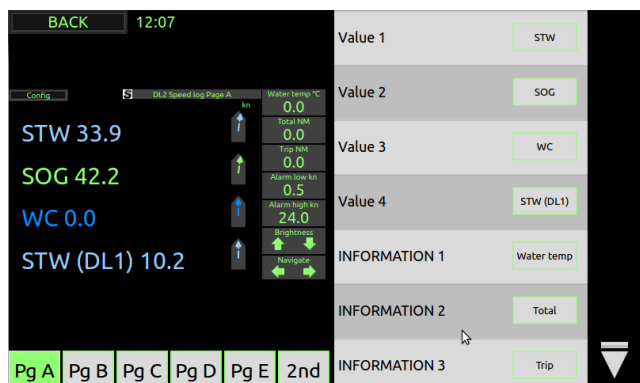 BACK 12:07
Config S DL2 Speed log Page A
kn
STW 33.9
SOG 42.2
WC 0.0
STW (DL1) 10.2
Water temp °C
0.0
Total NM
0.0
Trip NM
0.0
Alarm low kn
0.5
Alarm high kn
24.0
Brightness
Navigate
Pg A Pg B Pg C Pg D Pg E 2nd
Value 1 STW
Value 2 SOG
Value 3 WC
Value 4 STW (DL1)
INFORMATION 1 Water temp
INFORMATION 2 Total
INFORMATION 3 Trip